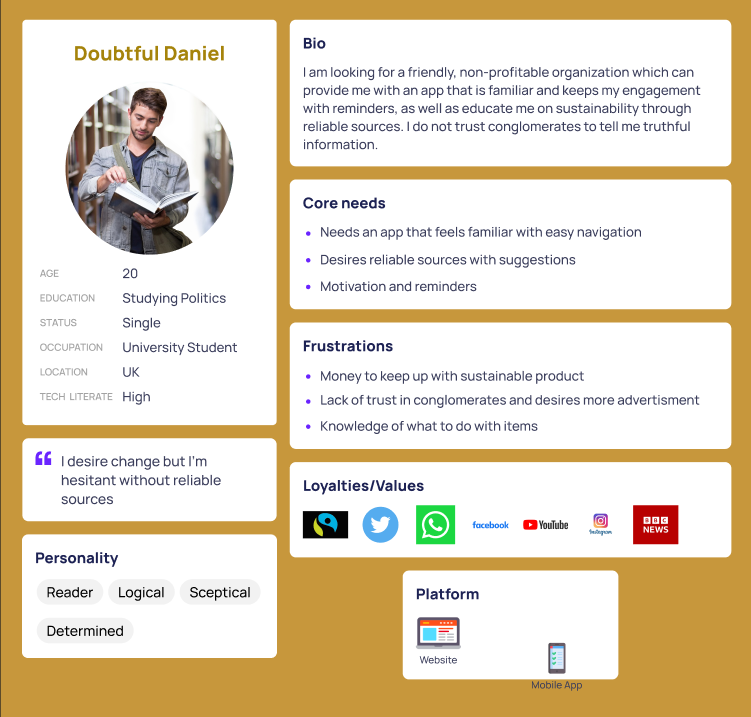 Doubtful Daniel
AGE 20
EDUCATION Studying Politics
STATUS Single
OCCUPATION University Student
LOCATION UK
TECH LITERATE High
I desire change but I'm
hesitant without reliable
sources
Personality
Reader Logical Sceptical
Determined
Bio
I am looking for a friendly, non-profitable organization which can
provide me with an app that is familiar and keeps my engagement
with reminders, as well as educate me on sustainability through
reliable sources. I do not trust conglomerates to tell me truthful
information.
Core needs
Needs an app that feels familiar with easy navigation
Desires reliable sources with suggestions
Motivation and reminders
Frustrations
Money to keep up with sustainable product
Lack of trust in conglomerates and desires more advertisment
Knowledge of what to do with items
Loyalties/Values
facebook YouTube Instagram BBC
NEWS
Platform
Website
Mobile App